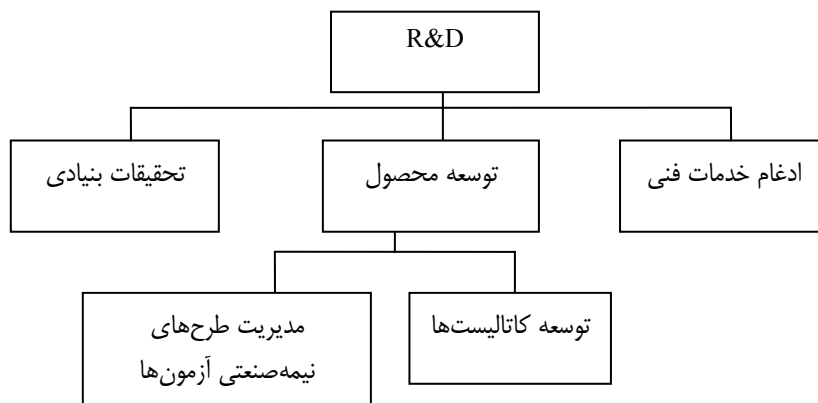 R&D
ادغام خدمات فنی
توسعه محصول
تحقیقات بنیادی
توسعه کاتالیست‌ها
مدیریت طرح‌های
نیمه‌صنعتی آزمون‌ها